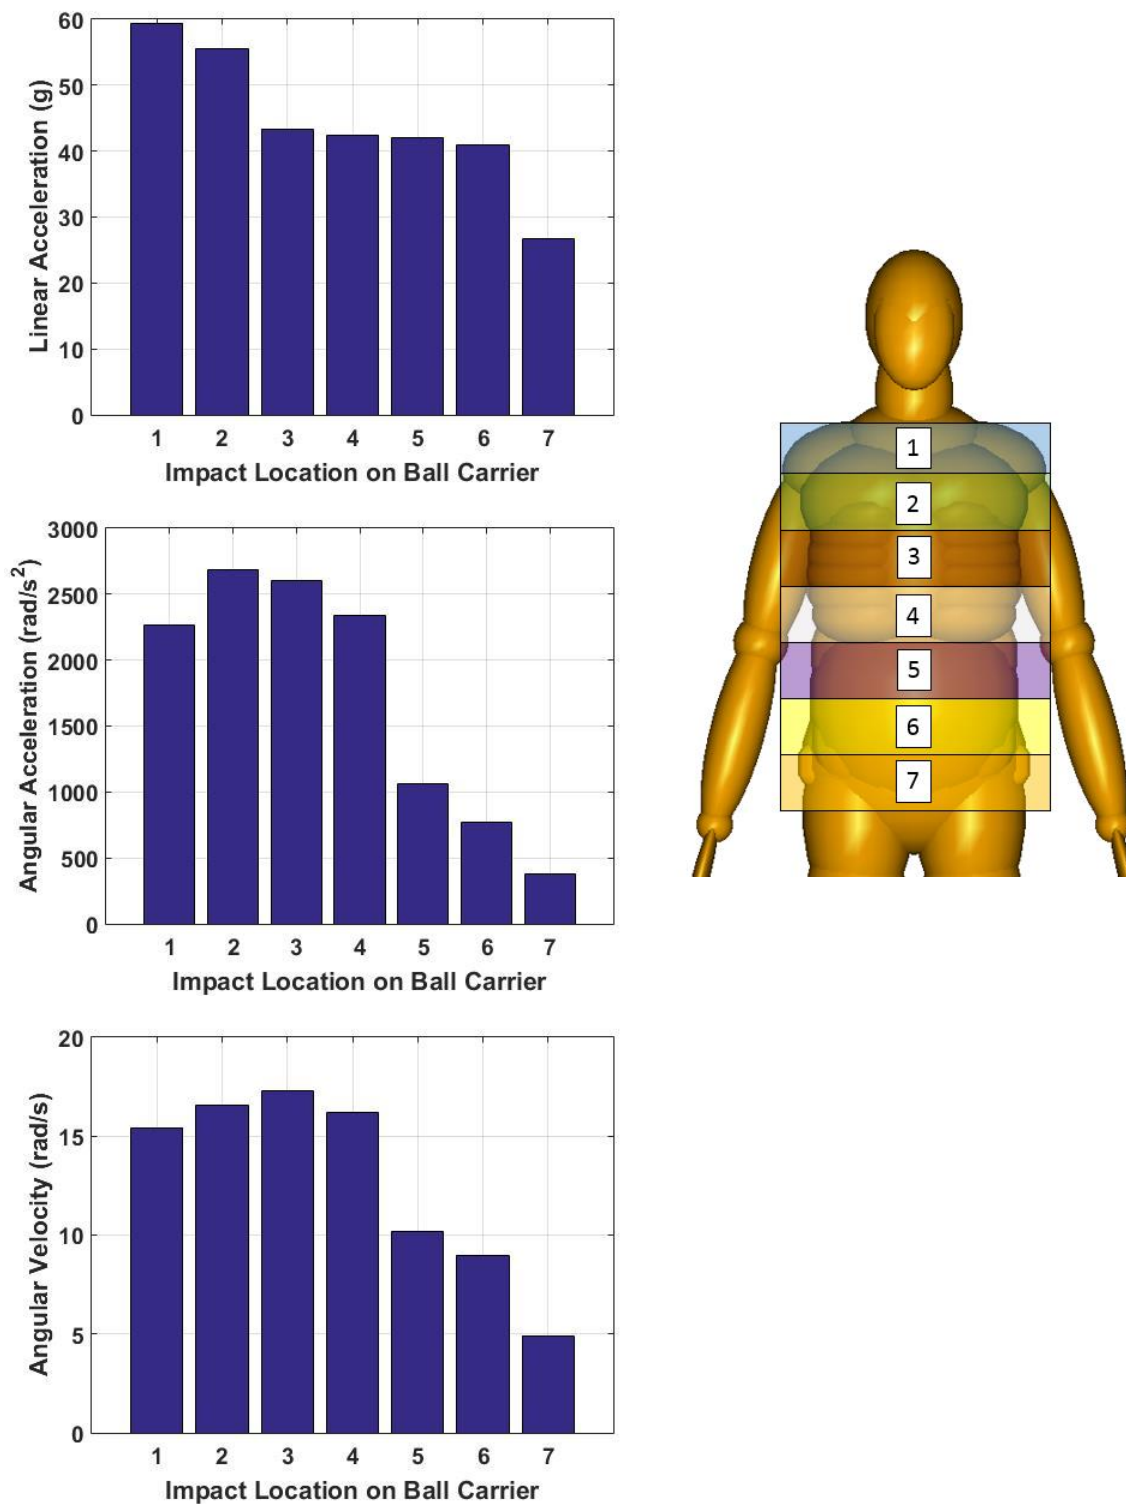 60
50
40
30
20
10
0
Linear Acceleration (g)
1 2 3 4 5 6 7
Impact Location on Ball Carrier
3000
2500
2000
1500
1000
500
0
Angular Acceleration (rad/s²)
1 2 3 4 5 6 7
Impact Location on Ball Carrier
20
15
10
5
0
Angular Velocity (rad/s)
1 2 3 4 5 6 7
Impact Location on Ball Carrier
1
2
3
4
5
6
7